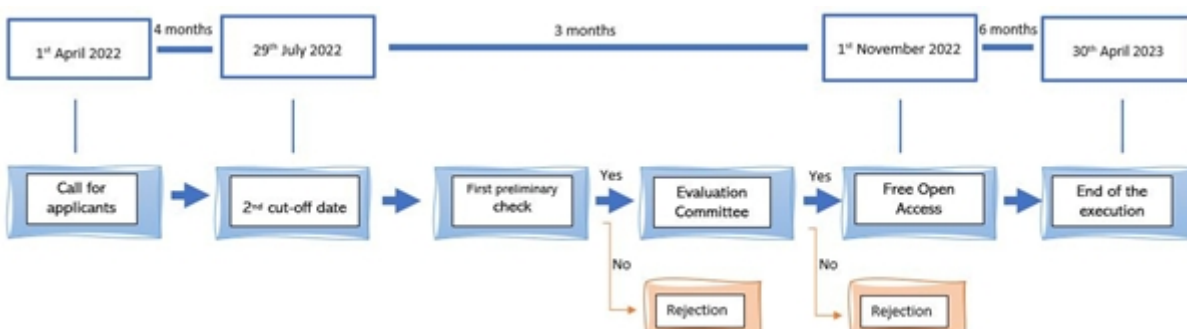 4 months
3 months
6 months
1st April 2022
29th July 2022
1st November 2022
30th April 2023
Call for
applicants
2nd cut-off date
First preliminary
check
Yes
Evaluation
Committee
Yes
Free Open
Access
End of the
execution
No
Rejection
No
Rejection